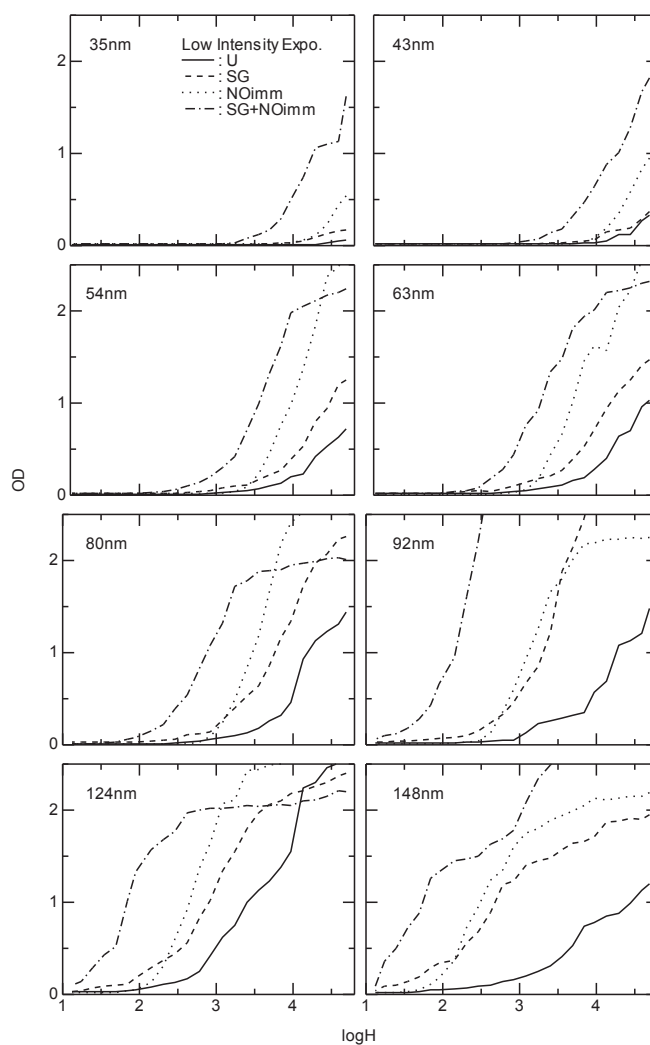 35nm
Low Intensity Expo.
: U
: SG
: NOimm
: SG+NOimm
43nm
2
1
0
54nm
63nm
2
1
0
80nm
92nm
2
1
0
124nm
148nm
2
1
0
1 2 3 4
1 2 3 4
OD
logH